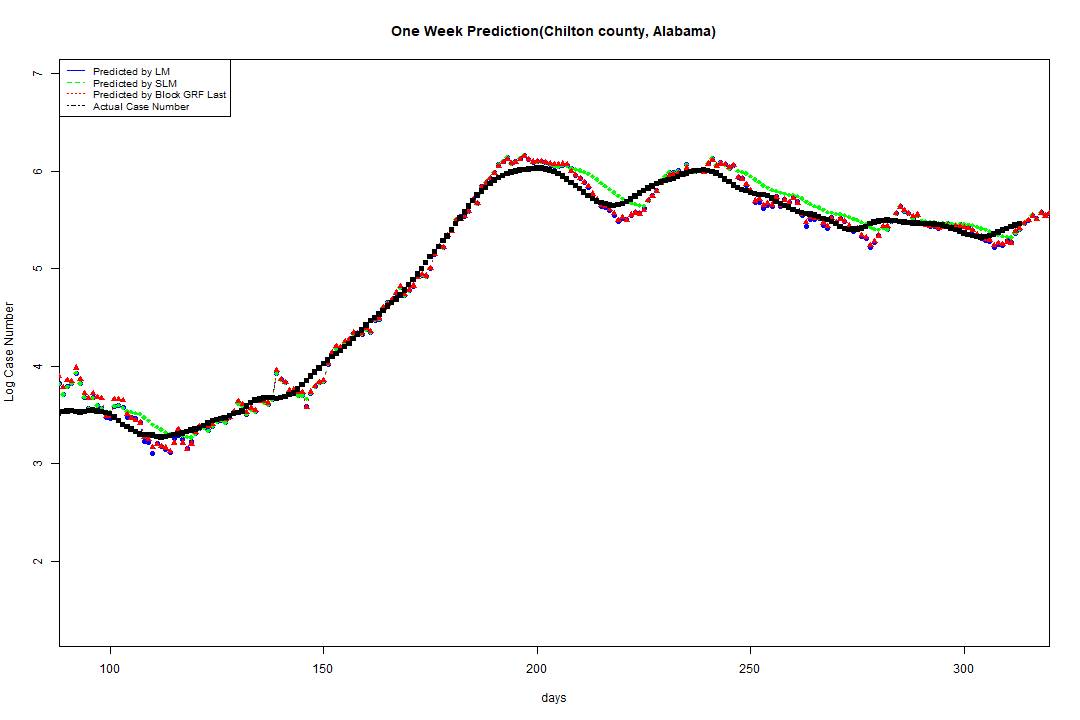 One Week Prediction(Chilton county, Alabama)
Predicted by LM
Predicted by SLM
Predicted by Block GRF Last
Actual Case Number
7
6
5
4
3
2
Log Case Number
100 150 200 250 300
days